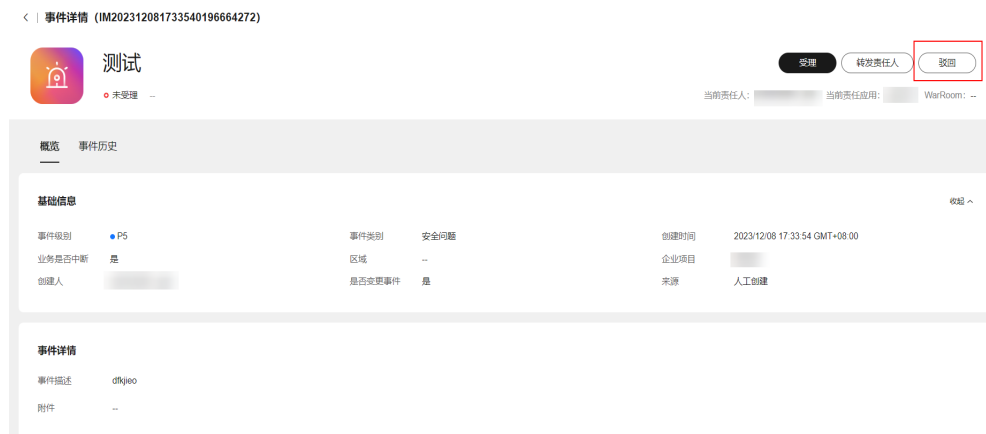 < | 事件详情（IM202312081733540196664272）
测试
受理 转发责任人 驳回
未受理 --
当前责任人： 当前责任应用： WarRoom： --
概览 事件历史
基础信息 收起
事件级别 P5 事件类别 安全问题 创建时间 2023/12/08 17:33:54 GMT+08:00
业务是否中断 是 区域 -- 企业项目
创建人 是否变更事件 是 来源 人工创建
事件详情
事件描述 dfkjieo
附件 --